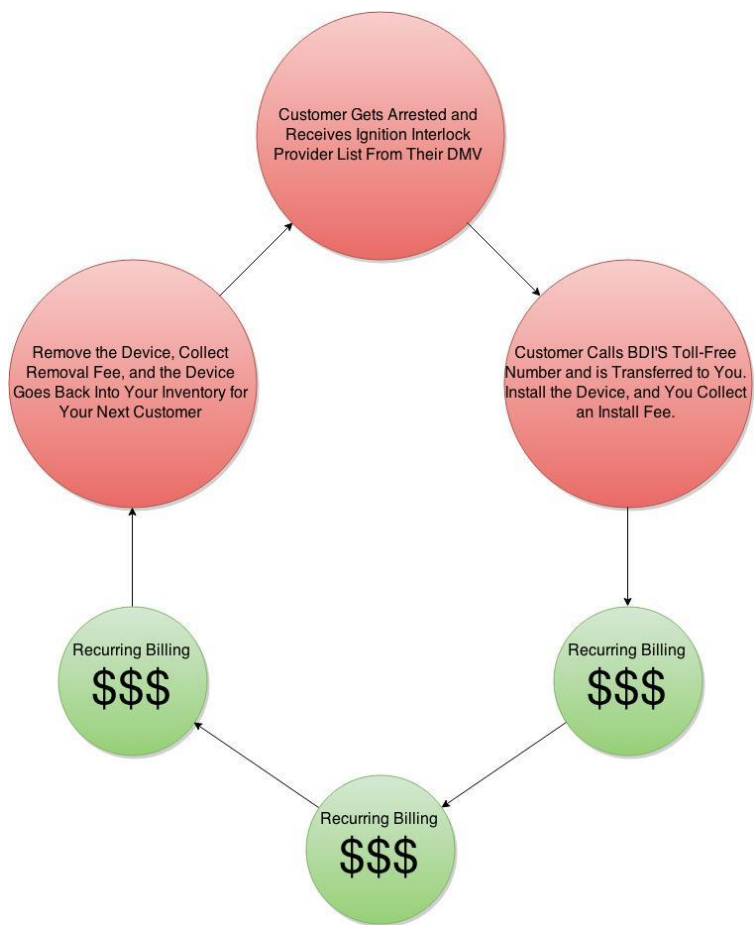 Customer Gets Arrested and
Receives Ignition Interlock
Provider List From Their DMV
Remove the Device, Collect
Removal Fee, and the Device
Goes Back Into Your Inventory for
Your Next Customer
Customer Calls BDI'S Toll-Free
Number and is Transferred to You.
Install the Device, and You Collect
an Install Fee.
Recurring Billing
$$$
Recurring Billing
$$$
Recurring Billing
$$$